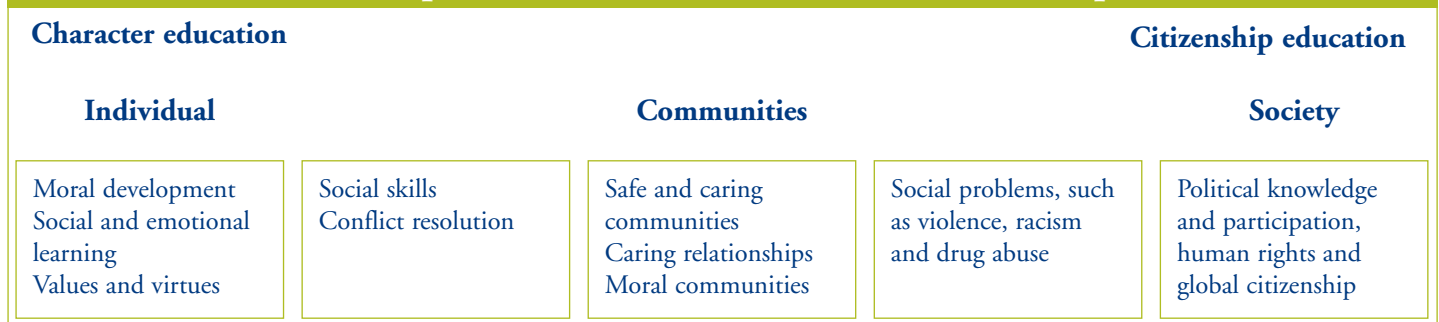 Character education
Citizenship education
Individual
Communities
Society
Moral development
Social and emotional
learning
Values and virtues
Social skills
Conflict resolution
Safe and caring
communities
Caring relationships
Moral communities
Social problems, such
as violence, racism
and drug abuse
Political knowledge
and participation,
human rights and
global citizenship